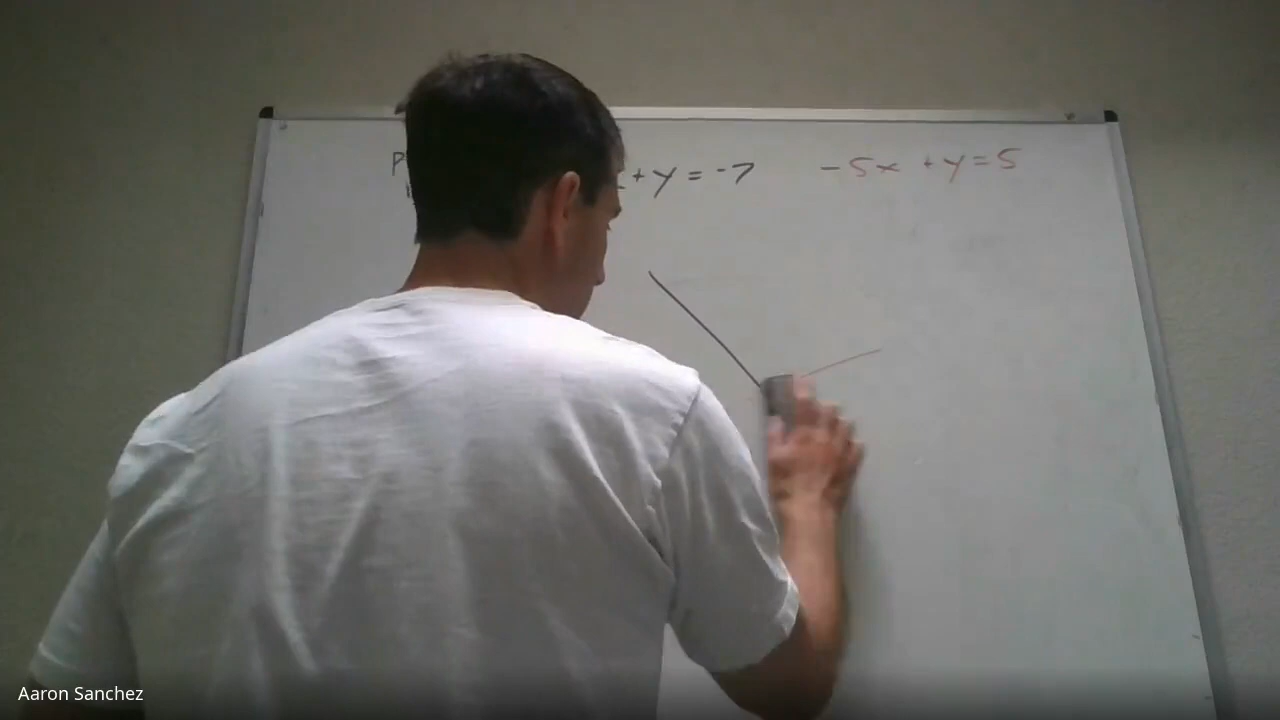 P x + y = -7 -5x + y = 5
Aaron Sanchez